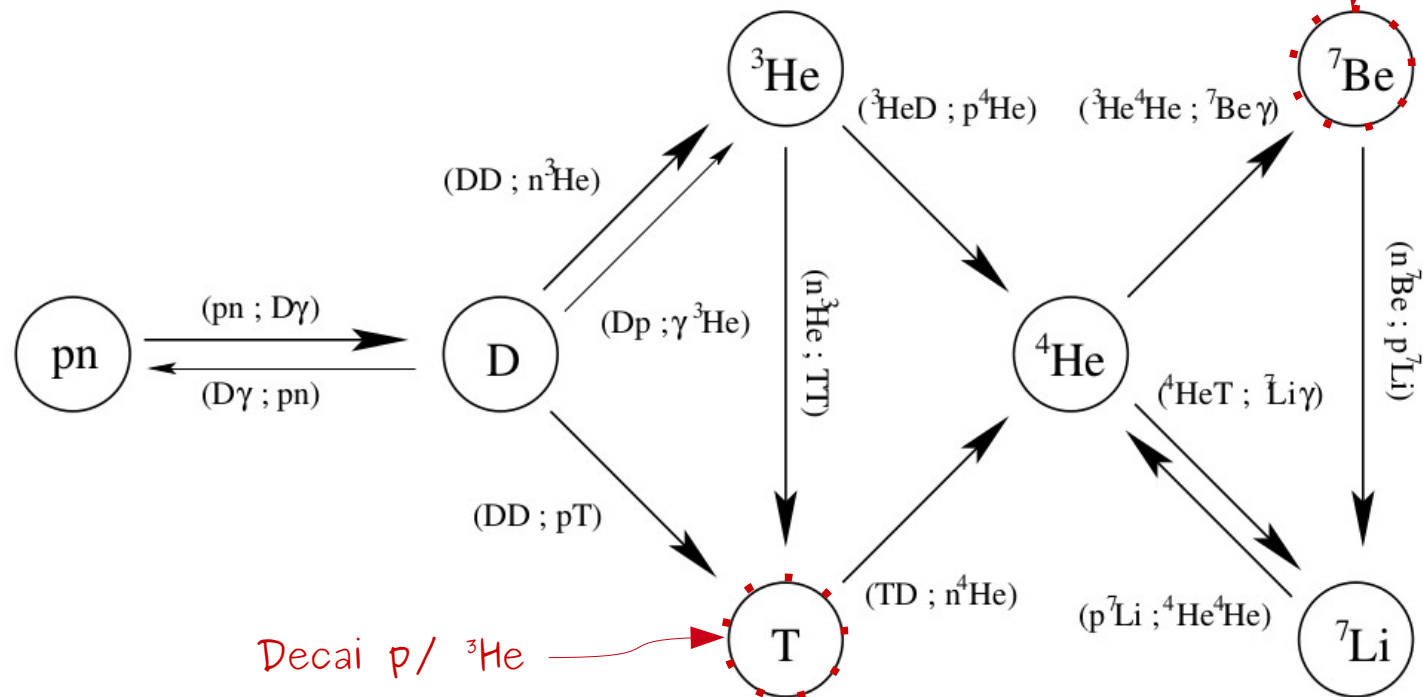 ³He
⁷Be
(³HeD ; p⁴He)
(³He⁴He ; ⁷Be γ)
(DD ; n³He)
(pn ; Dγ)
(Dp ; γ ³He)
(n³He ; TT)
(n⁷Be ; p⁷Li)
pn
D
⁴He
(Dγ ; pn)
(⁴HeT ; ⁷Liγ)
(DD ; pT)
(TD ; n⁴He)
(p⁷Li ; ⁴He⁴He)
Decai p/ ³He
T
⁷Li